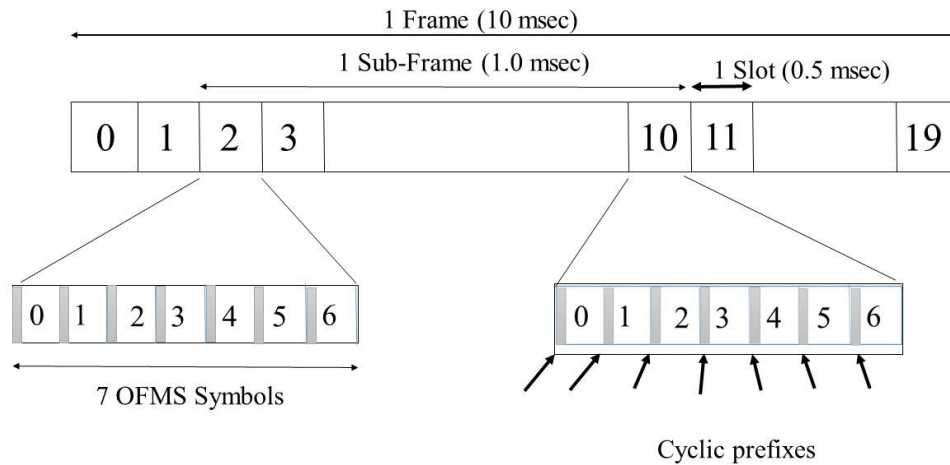 1 Frame (10 msec)
1 Sub-Frame (1.0 msec)
1 Slot (0.5 msec)
0 1 2 3 10 11 19
0 1 2 3 4 5 6
0 1 2 3 4 5 6
7 OFMS Symbols
Cyclic prefixes